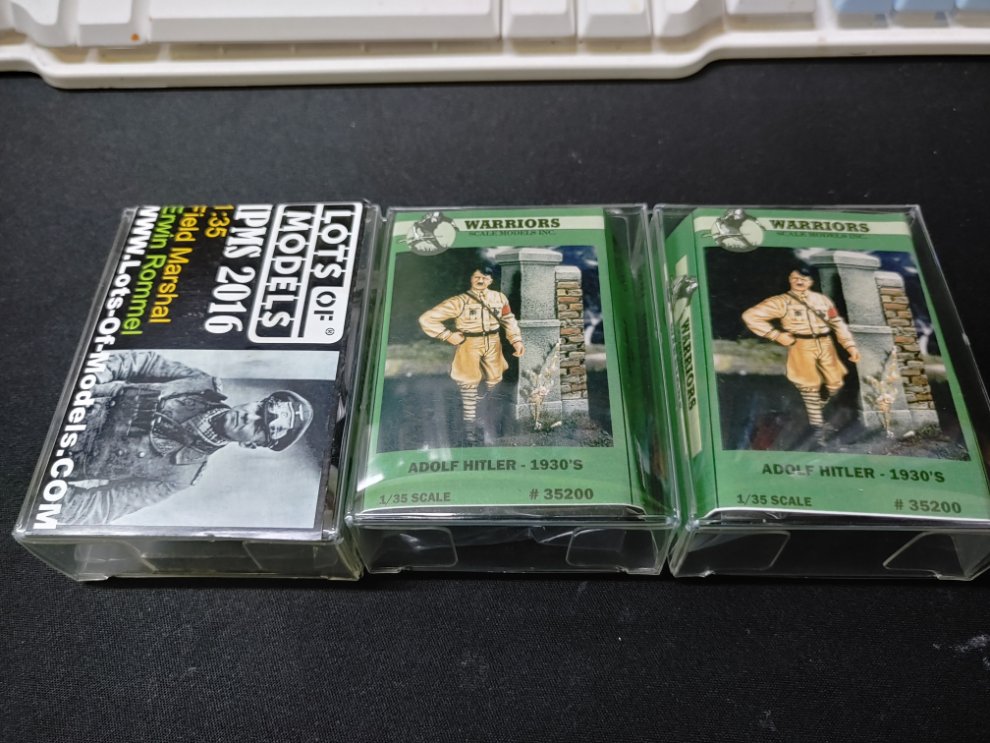 LOTS OF
MODELS®
IPMS 2016
1:35
Field Marshal
Erwin Rommel
www.Lots-Of-Models.Com
WARRIORS
SCALE MODELS INC.
ADOLF HITLER - 1930'S
1/35 SCALE # 35200
WARRIORS
SCALE MODELS INC.
WARRIORS
ADOLF HITLER - 1930'S
1/35 SCALE # 35200